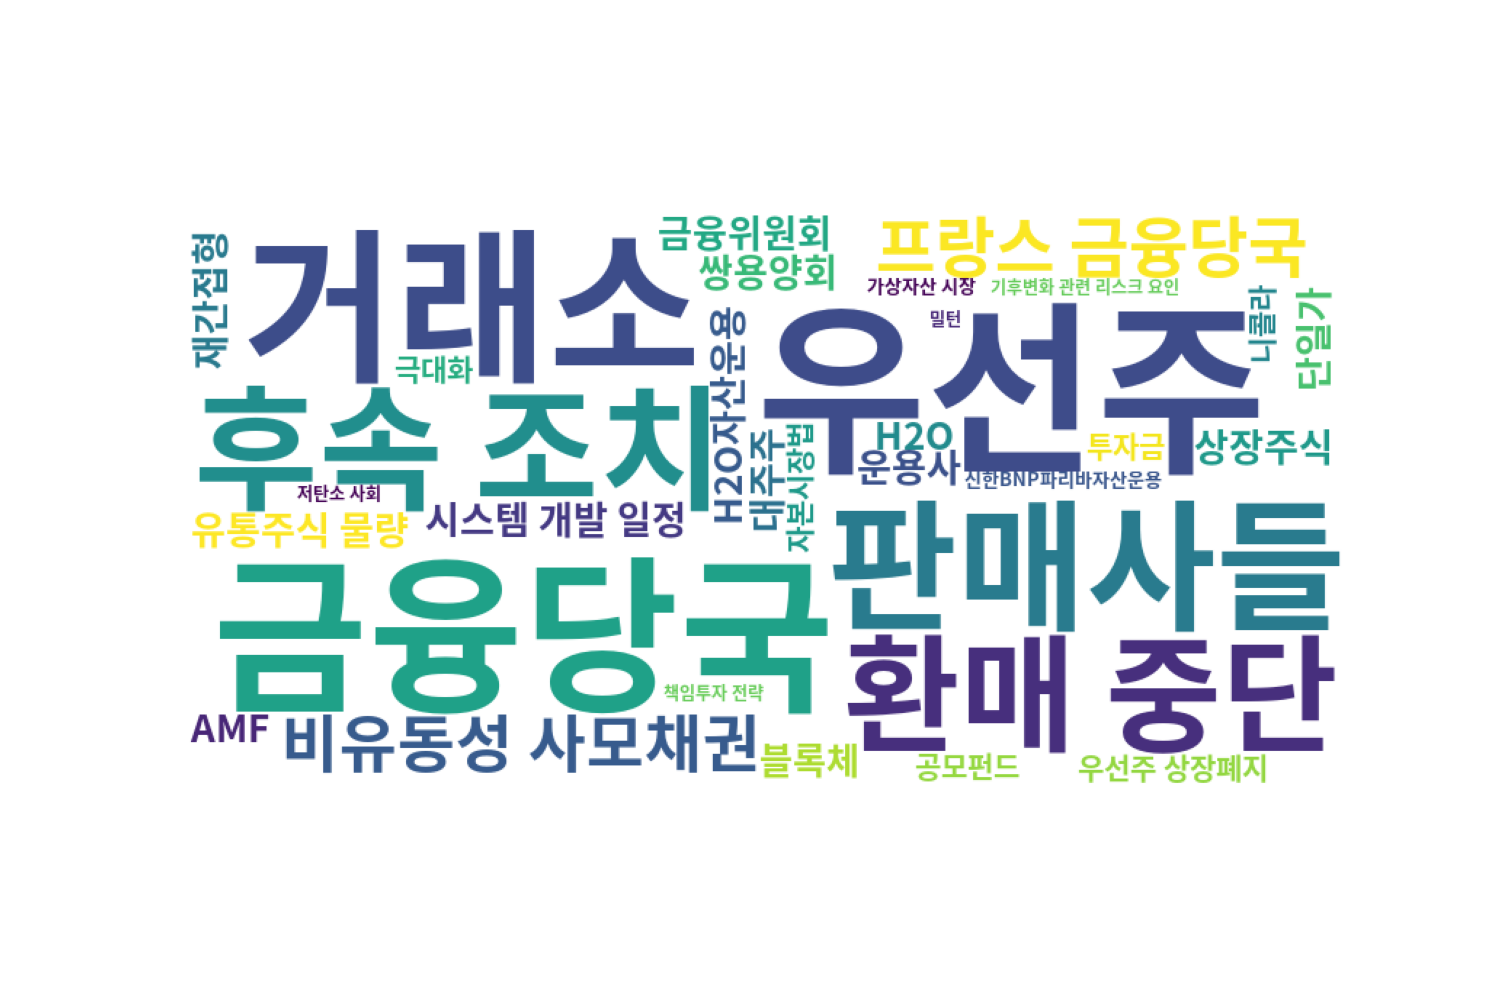 재간접형
거래소
금융위원회
쌍용양회
프랑스 금융당국
가상자산 시장
기후변화 관련 리스크 요인
밀턴
니콜라
단일가
극대화
우선주
후속 조치
H2O자산운용
대주주
자본시장법
H2O
운용사
투자금
상장주식
신한BNP파리바자산운용
저탄소 사회
유통주식 물량
시스템 개발 일정
판매사들
금융당국
환매 중단
책임투자 전략
AMF
비유동성 사모채권
블록체
공모펀드
우선주 상장폐지